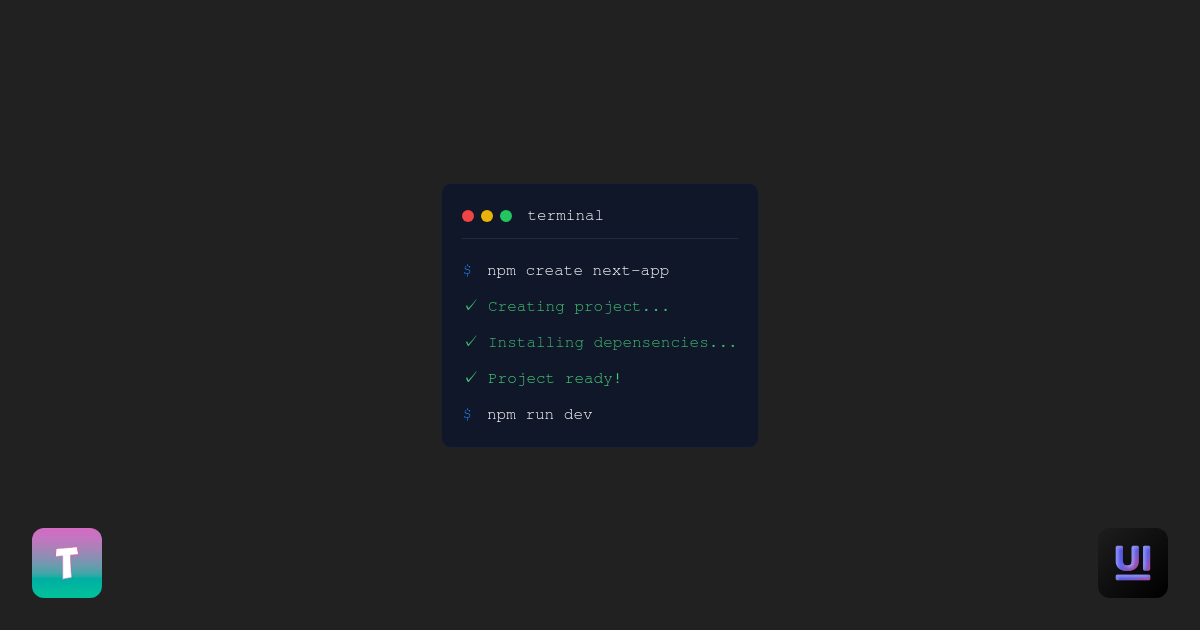 terminal
$ npm create next-app
✓ Creating project...
✓ Installing depensencies...
✓ Project ready!
$ npm run dev
T
UI